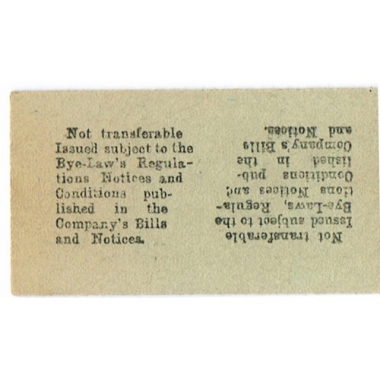 Not transferable
Issued subject to the
Bye-Law's Regula-
tions Notices and
Conditions pub-
lished in the
Company's Bills
and Notices.
Not transferable
Issued subject to the
Bye-Laws, Regula-
tions Notices and
Conditions pub-
lished in the
Company's Bills
and Notices.